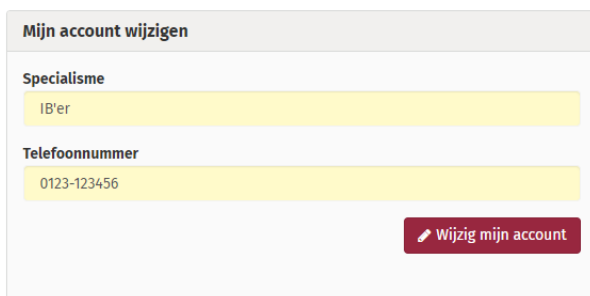 Mijn account wijzigen
Specialisme
IB'er
Telefoonnummer
0123-123456
Wijzig mijn account